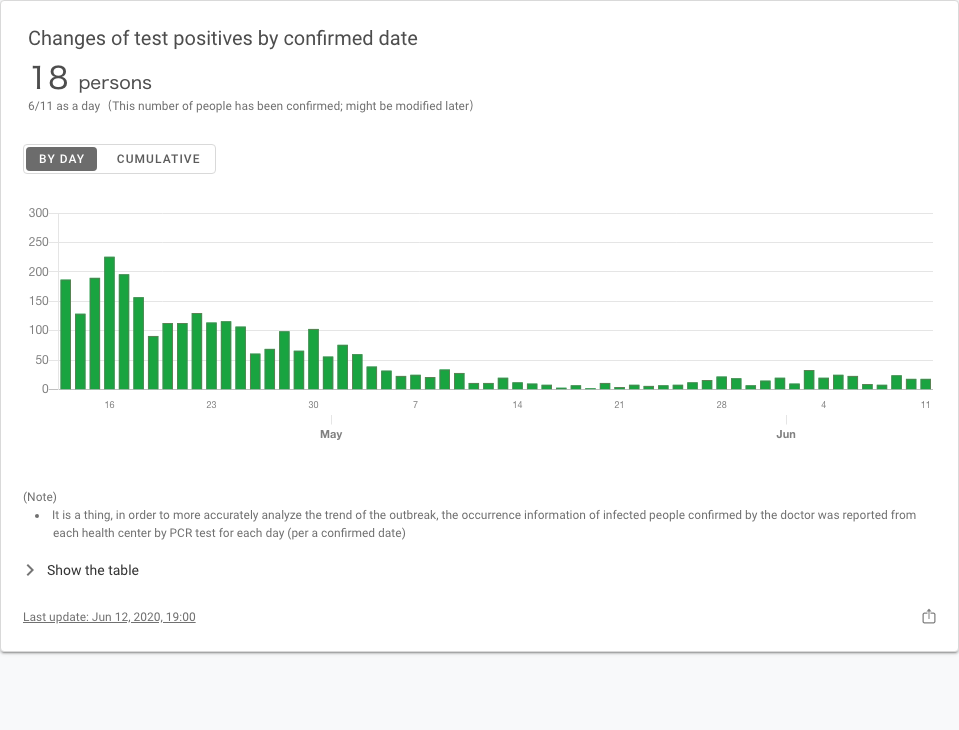 Changes of test positives by confirmed date
18 persons
6/11 as a day（This number of people has been confirmed; might be modified later）
BY DAY CUMULATIVE
300
250
200
150
100
50
0
16 23 30 7 14 21 28 4 11
May Jun
(Note)
• It is a thing, in order to more accurately analyze the trend of the outbreak, the occurrence information of infected people confirmed by the doctor was reported from
each health center by PCR test for each day (per a confirmed date)
Show the table
Last update: Jun 12, 2020, 19:00